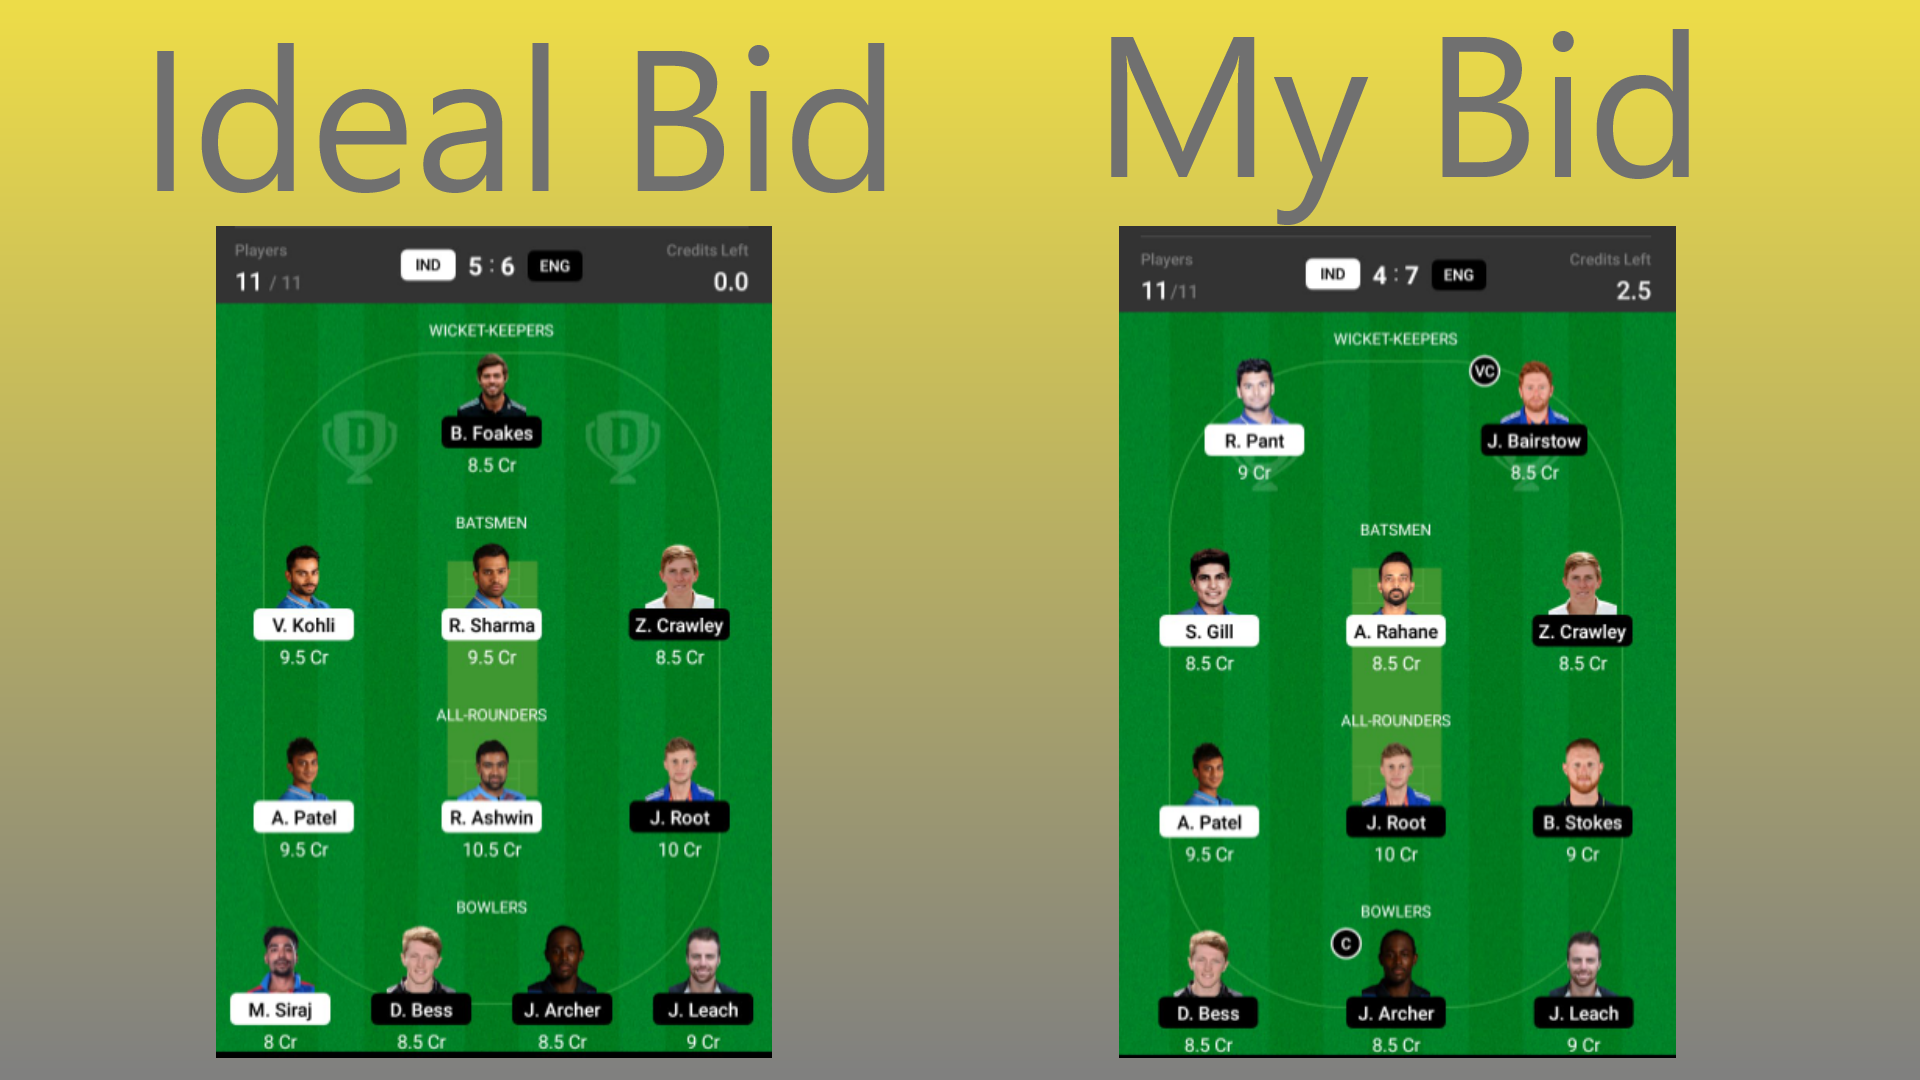 Ideal Bid
Players
11 / 11
IND 5 : 6 ENG
Credits Left
0.0
WICKET-KEEPERS
D D
B. Foakes
8.5 Cr
BATSMEN
V. Kohli R. Sharma Z. Crawley
9.5 Cr 9.5 Cr 8.5 Cr
ALL-ROUNDERS
A. Patel R. Ashwin J. Root
9.5 Cr 10.5 Cr 10 Cr
BOWLERS
M. Siraj D. Bess J. Archer J. Leach
8 Cr 8.5 Cr 8.5 Cr 9 Cr
My Bid
Players
11/11
IND 4 : 7 ENG
Credits Left
2.5
WICKET-KEEPERS
VC
R. Pant J. Bairstow
9 Cr 8.5 Cr
BATSMEN
S. Gill A. Rahane Z. Crawley
8.5 Cr 8.5 Cr 8.5 Cr
ALL-ROUNDERS
A. Patel J. Root B. Stokes
9.5 Cr 10 Cr 9 Cr
BOWLERS
C
D. Bess J. Archer J. Leach
8.5 Cr 8.5 Cr 9 Cr